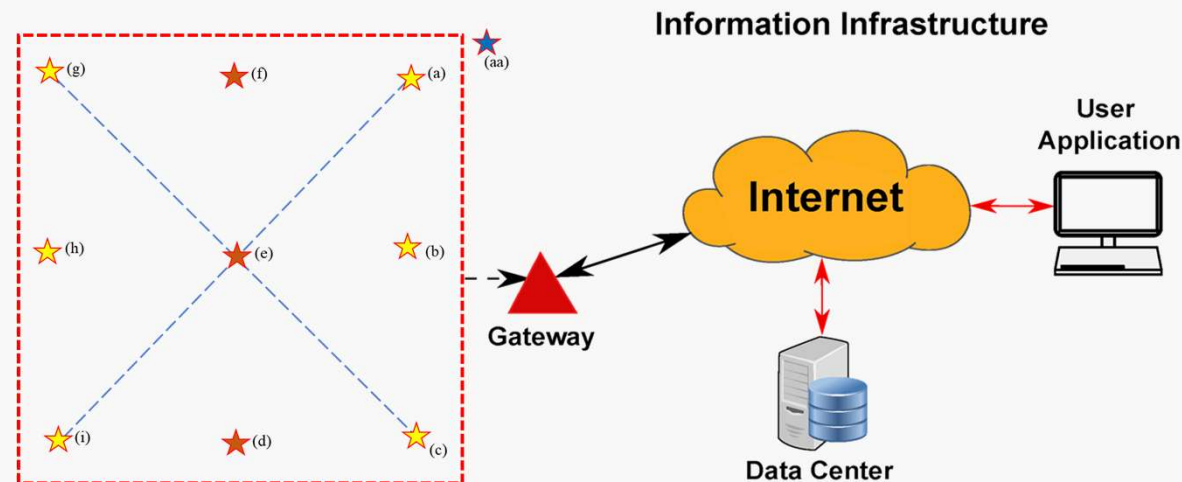 Information Infrastructure
(aa)
(g)
(f)
(a)
User
Application
Internet
(h)
(e)
(b)
Gateway
(i)
(d)
(c)
Data Center